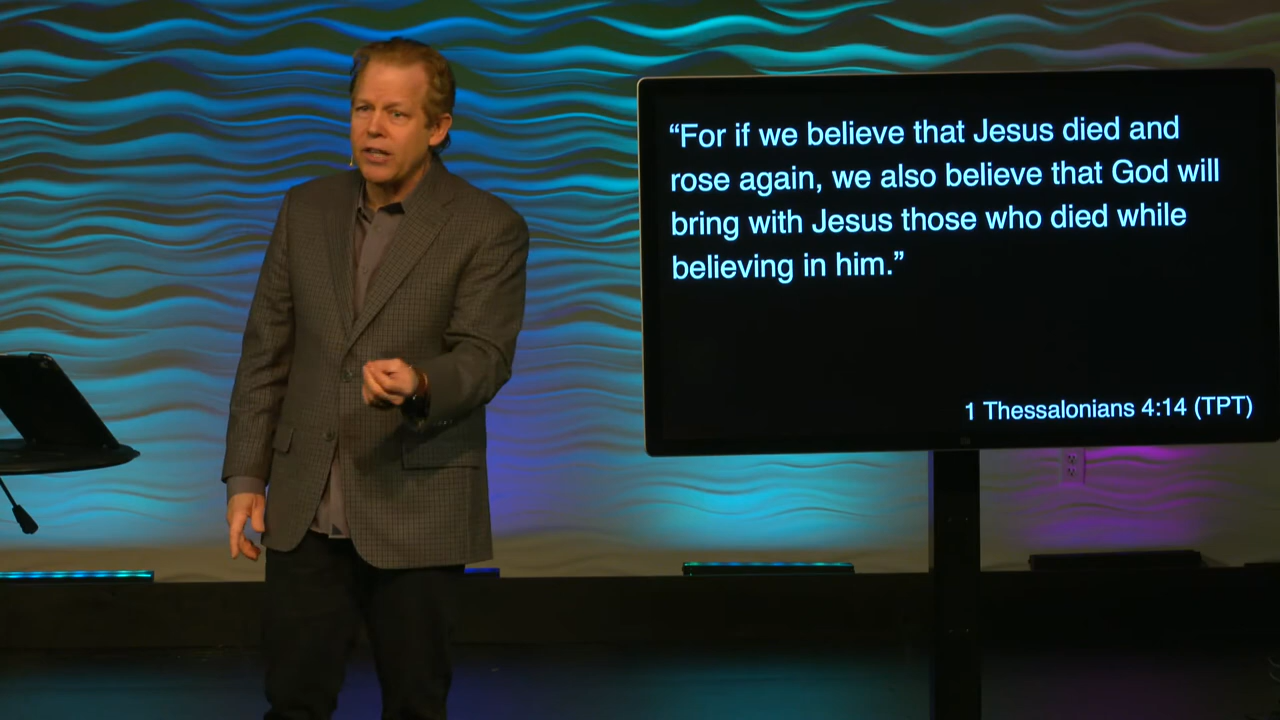 “For if we believe that Jesus died and
rose again, we also believe that God will
bring with Jesus those who died while
believing in him.”
1 Thessalonians 4:14 (TPT)